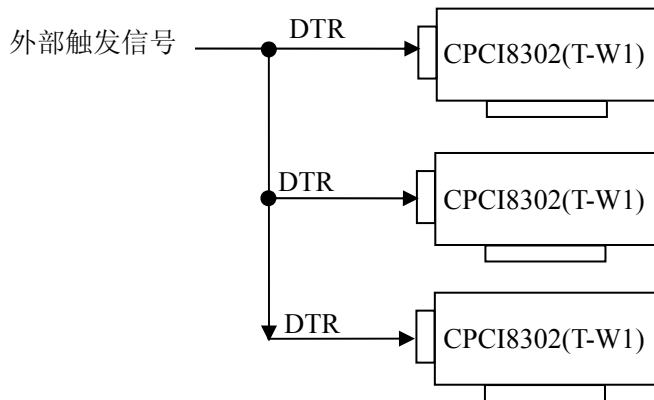 外部触发信号
DTR
CPCI8302(T-W1)
DTR
CPCI8302(T-W1)
DTR
CPCI8302(T-W1)